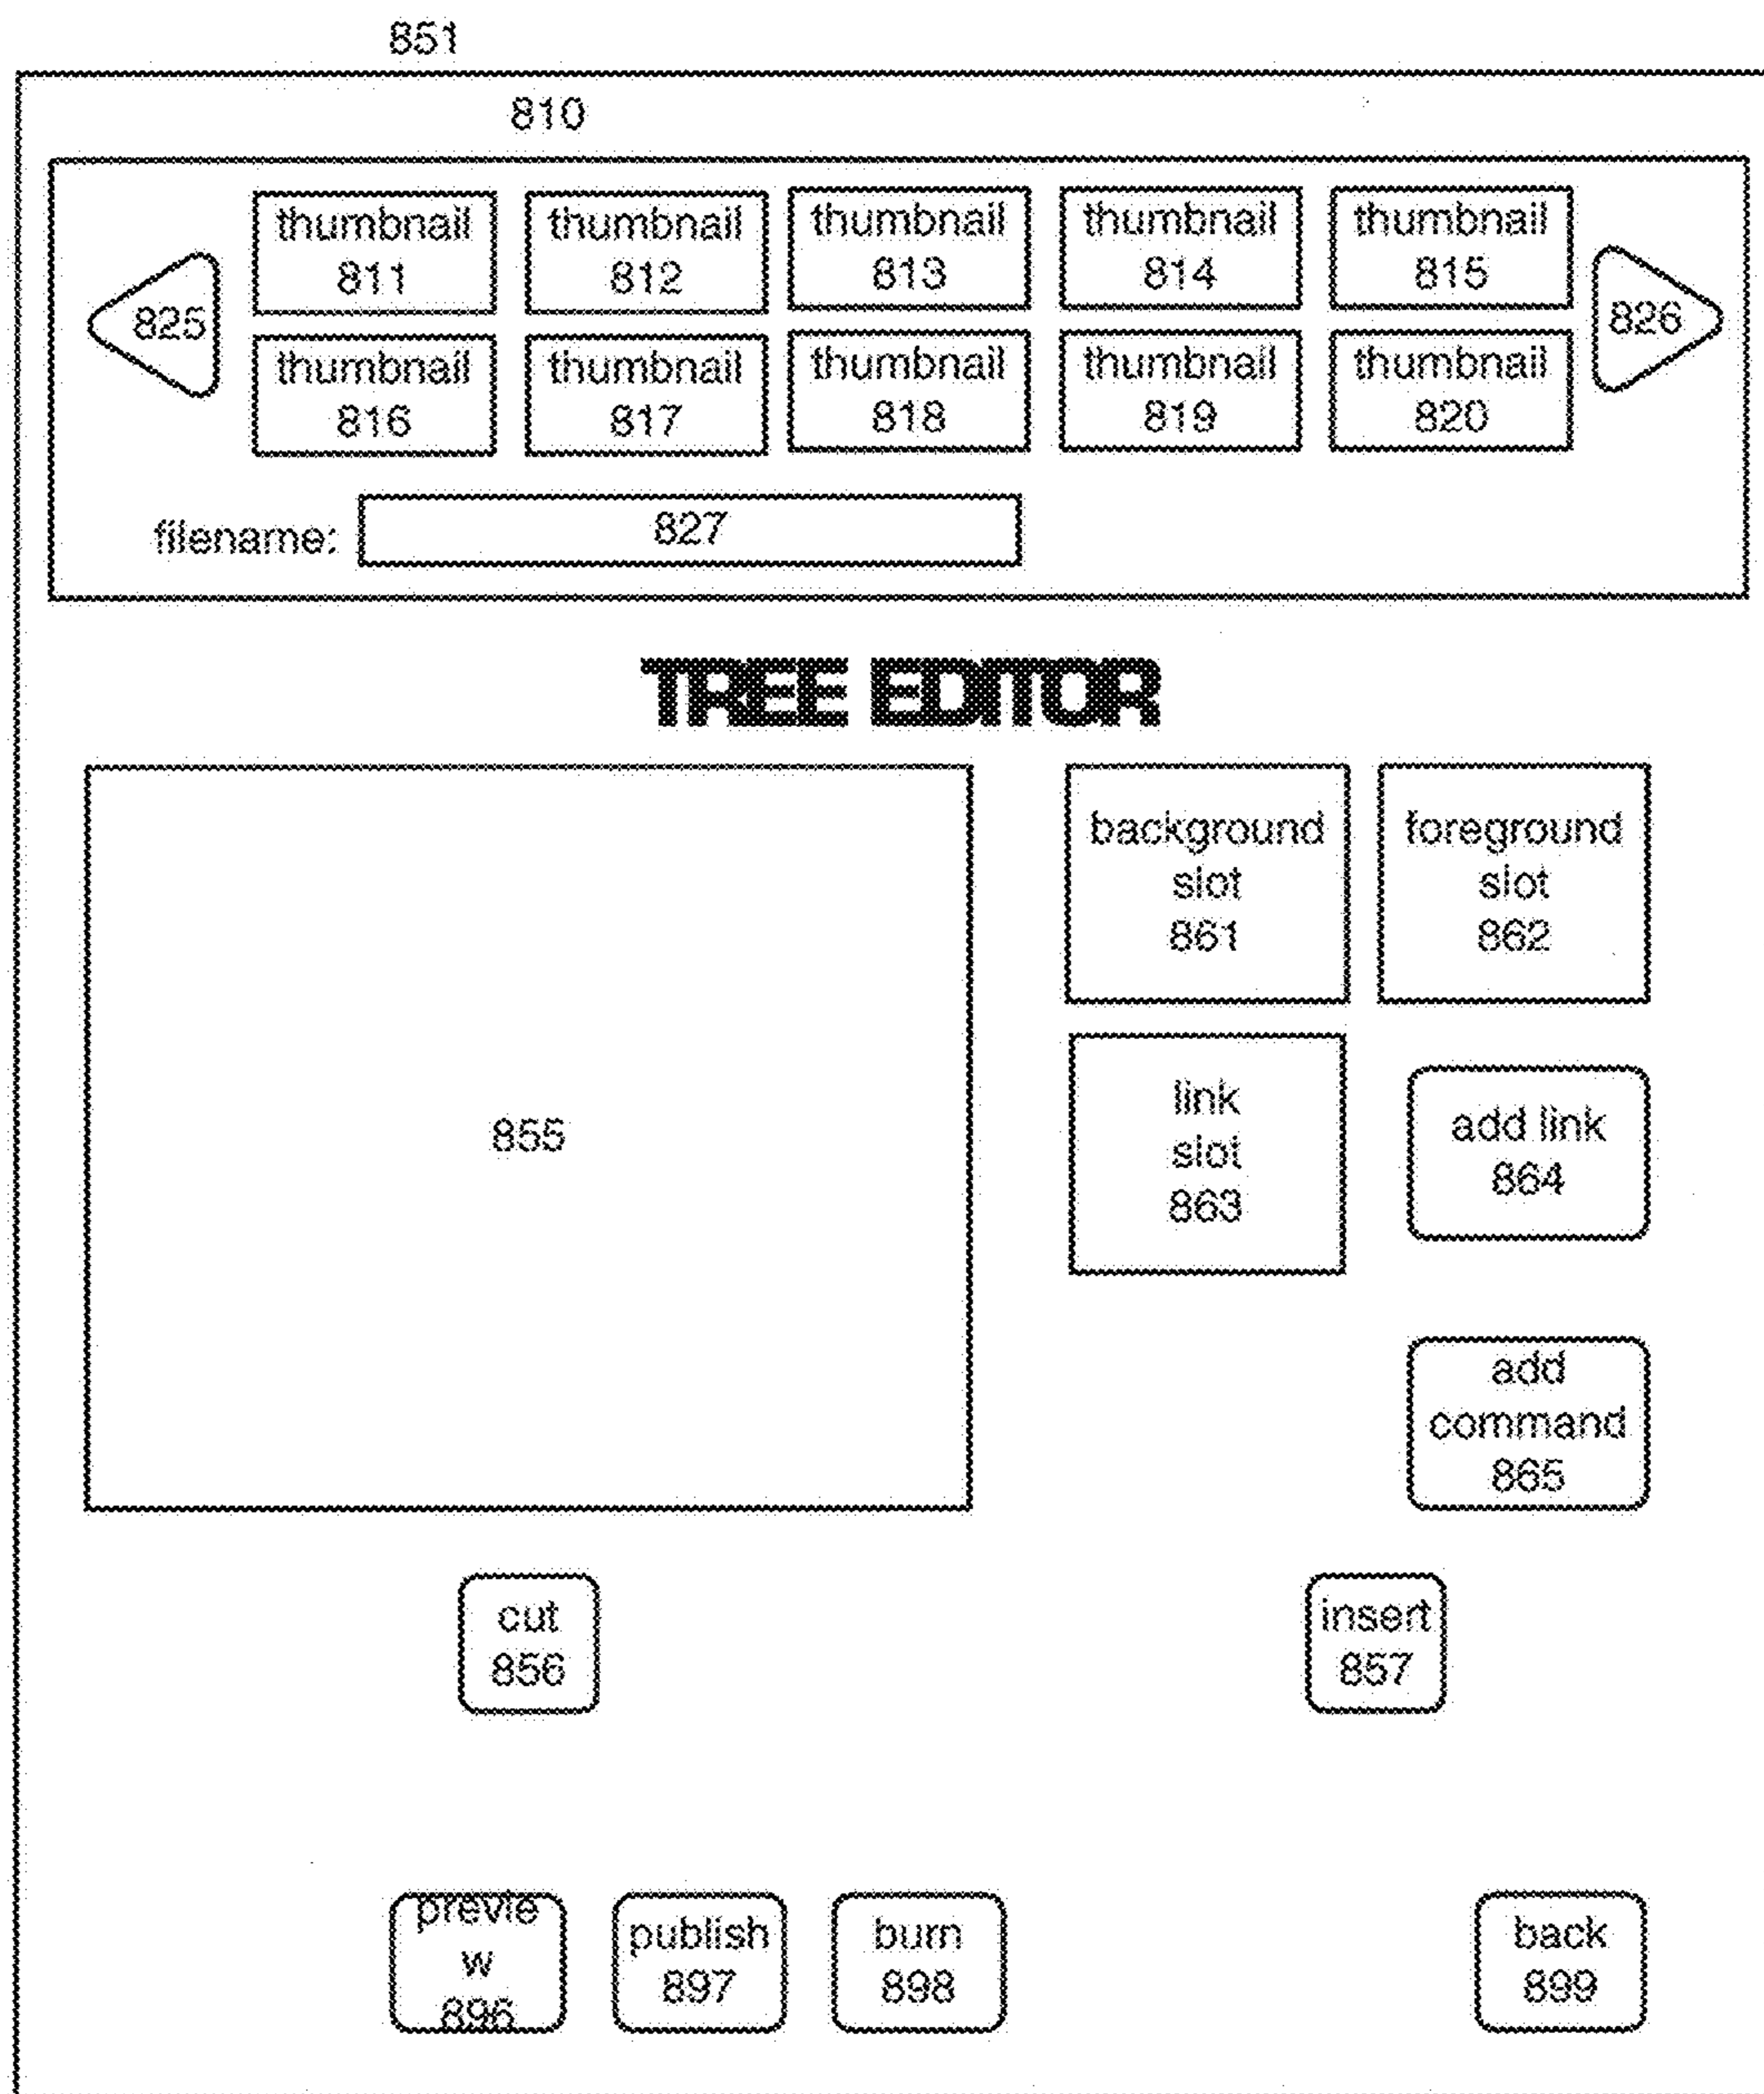 851
810
thumbnail
811
thumbnail
812
thumbnail
813
thumbnail
814
thumbnail
815
825
826
thumbnail
816
thumbnail
817
thumbnail
818
thumbnail
819
thumbnail
820
filename:
827
TREE EDITOR
855
background
slot
861
foreground
slot
862
link
slot
863
add link
864
add
command
865
cut
856
insert
857
previe
w
896
publish
897
burn
898
back
899